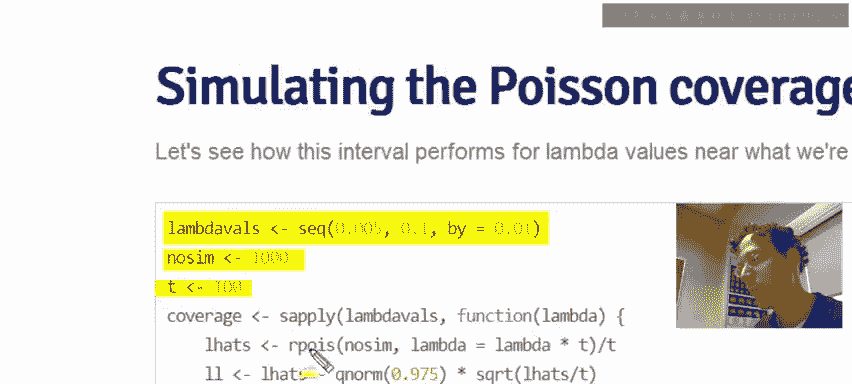 Simulating the Poisson coverage
Let's see how this interval performs for lambda values near what we're
lambdavals <- seq(0.005, 0.1, by = 0.01)
nosim <- 1000
t <- 100
coverage <- sapply(lambdavals, function(lambda) {
lhats <- rpois(nosim, lambda = lambda * t)/t
ll <- lhats - qnorm(0.975) * sqrt(lhats/t)